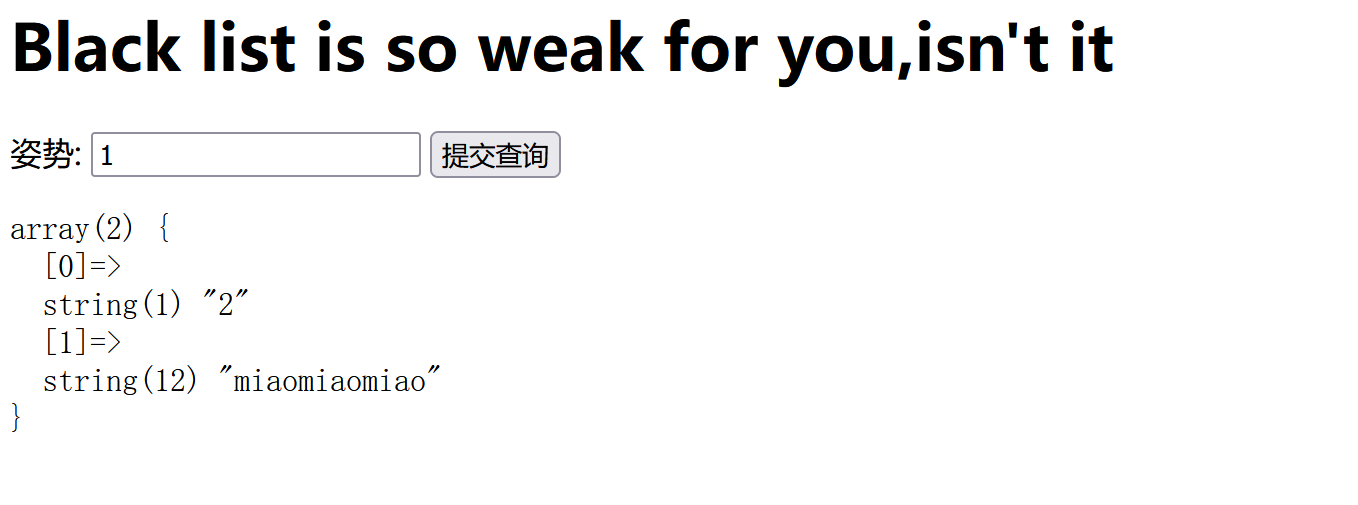 Black list is so weak for you,isn't it
姿势: 1 提交查询
array(2) {
  [0]=>
  string(1) "2"
  [1]=>
  string(12) "miaomiaomiao"
}